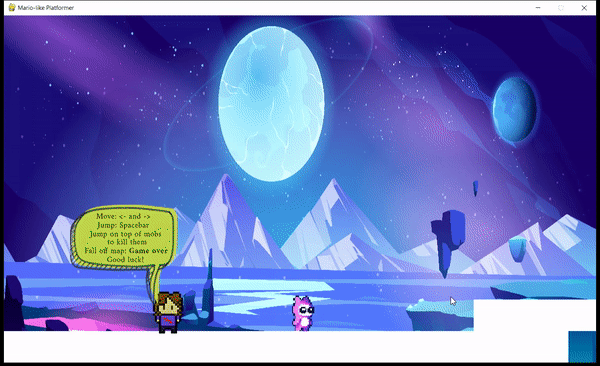 Mario-like Platformer
Move: <- and ->
Jump: Spacebar
Jump on top of mobs
to kill them
Fall off map: Game over
Good luck!